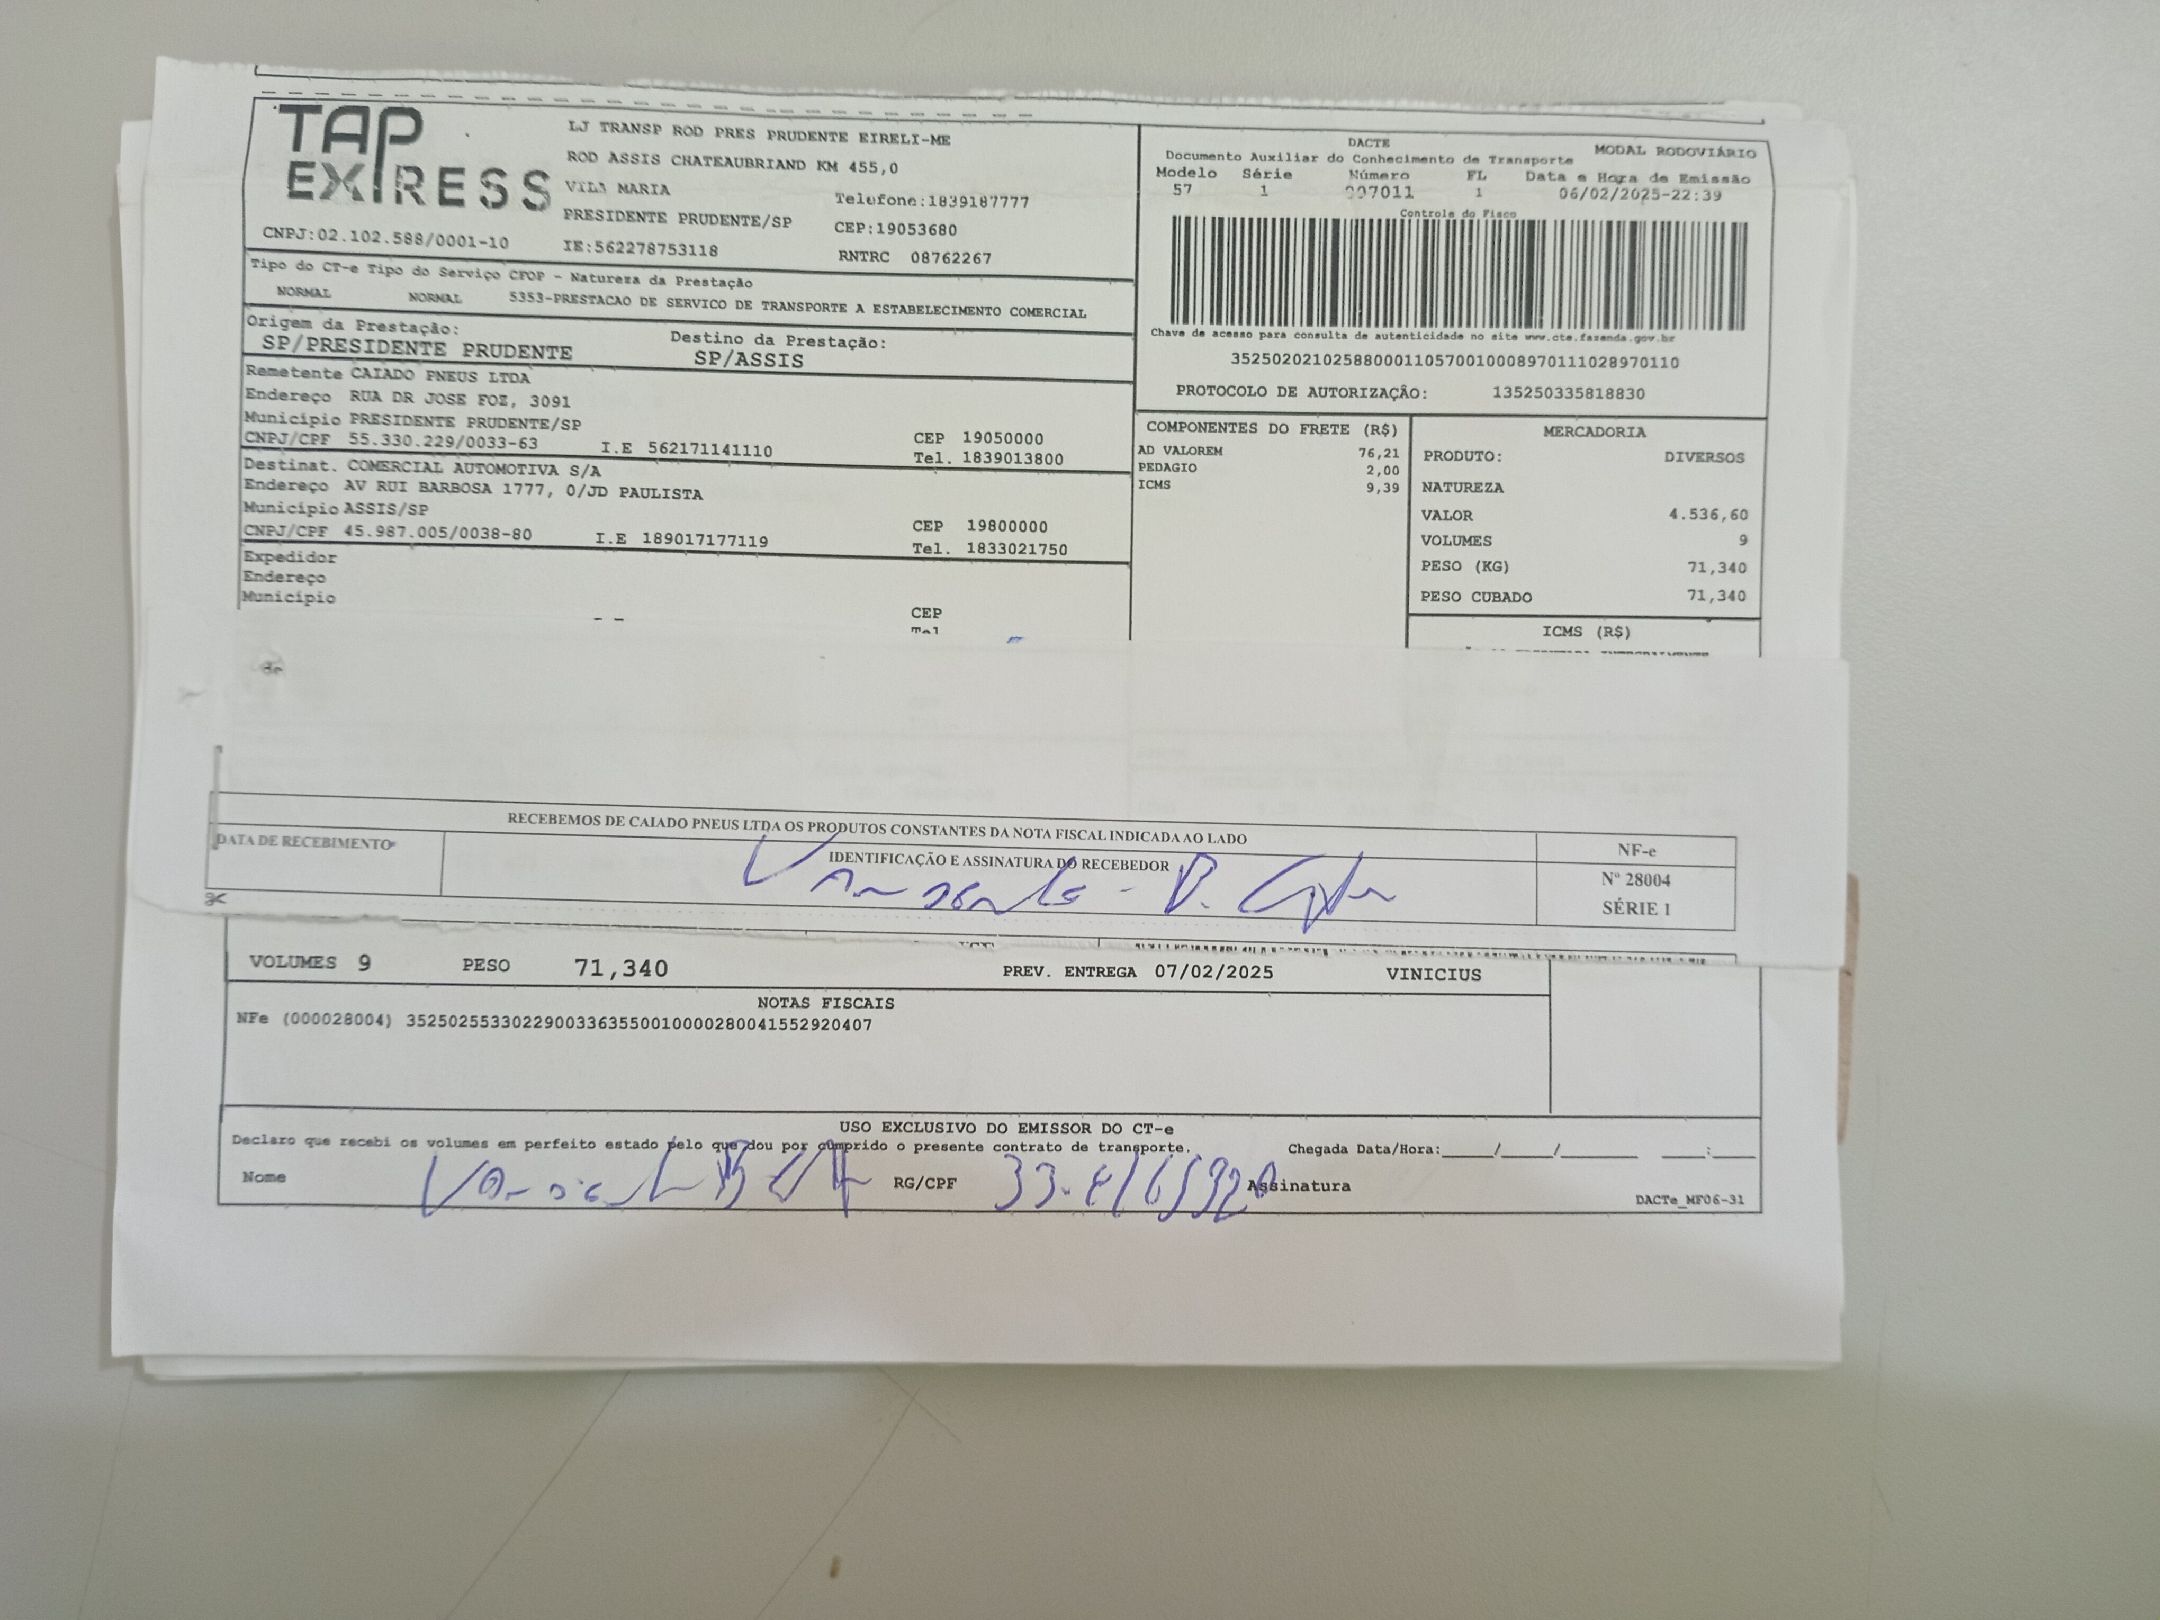 TAP EXPRESS
LJ TRANSP ROD PRES PRUDENTE EIRELI-ME
ROD ASSIS CHATEAUBRIAND KM 455,0
VILA MARIA
Telefone:1839187777
PRESIDENTE PRUDENTE/SP
CEP:19053680
CNPJ:02.102.588/0001-10
IE:562278753118
RNTRC 08762267
DACTE
MODAL RODOVIÁRIO
Documento Auxiliar do Conhecimento de Transporte
Modelo Série Número FL Data e Hora de Emissão
57 1 007011 1 06/02/2025-22:39
Controle do Fisco
Chave de acesso para consulta de autenticidade no site www.cte.fazenda.gov.br
35250202102588000110570010008970111028970110
PROTOCOLO DE AUTORIZAÇÃO: 135250335818830
Tipo do CT-e Tipo do Serviço CFOP - Natureza da Prestação
NORMAL NORMAL 5353-PRESTACAO DE SERVICO DE TRANSPORTE A ESTABELECIMENTO COMERCIAL
Origem da Prestação: Destino da Prestação:
SP/PRESIDENTE PRUDENTE SP/ASSIS
Remetente CAIADO PNEUS LTDA
Endereço RUA DR JOSE FOZ, 3091
Município PRESIDENTE PRUDENTE/SP
CEP 19050000
CNPJ/CPF 55.330.229/0033-63 I.E 562171141110 Tel. 1839013800
Destinat. COMERCIAL AUTOMOTIVA S/A
Endereço AV RUI BARBOSA 1777, 0/JD PAULISTA
Município ASSIS/SP
CEP 19800000
CNPJ/CPF 45.987.005/0038-80 I.E 189017177119 Tel. 1833021750
Expedidor
Endereço
Município
CEP
Tel
COMPONENTES DO FRETE (R$)
AD VALOREM 76,21
PEDAGIO 2,00
ICMS 9,39
MERCADORIA
PRODUTO: DIVERSOS
NATUREZA
VALOR 4.536,60
VOLUMES 9
PESO (KG) 71,340
PESO CUBADO 71,340
ICMS (R$)
de
RECEBEMOS DE CAIADO PNEUS LTDA OS PRODUTOS CONSTANTES DA NOTA FISCAL INDICADA AO LADO
DATA DE RECEBIMENTO
IDENTIFICAÇÃO E ASSINATURA DO RECEBEDOR
NF-e
Nº 28004
SÉRIE 1
VOLUMES 9 PESO 71,340 PREV. ENTREGA 07/02/2025 VINICIUS
NOTAS FISCAIS
NFe (000028004) 35250255330229003363550010000280041552920407
USO EXCLUSIVO DO EMISSOR DO CT-e
Declaro que recebi os volumes em perfeito estado pelo que dou por cumprido o presente contrato de transporte. Chegada Data/Hora:____/____/______ ___:___
Nome RG/CPF Assinatura
DACTe_MF06-31